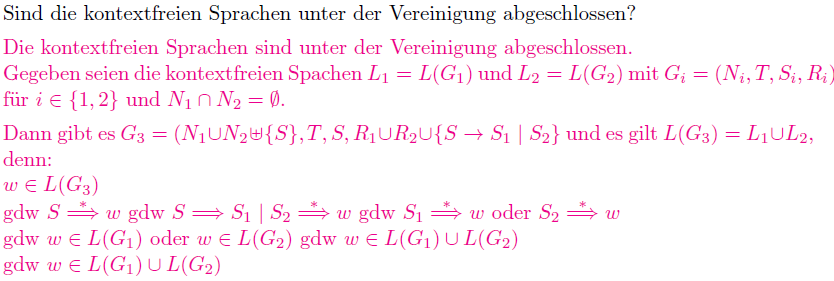 Sind die kontextfreien Sprachen unter der Vereinigung abgeschlossen?
Die kontextfreien Sprachen sind unter der Vereinigung abgeschlossen.
Gegeben seien die kontextfreien Spachen L₁ = L(G₁) und L₂ = L(G₂) mit Gᵢ = (Nᵢ, T, Sᵢ, Rᵢ)
für i ∈ {1, 2} und N₁ ∩ N₂ = ∅.
Dann gibt es G₃ = (N₁∪N₂⊎{S}, T, S, R₁∪R₂∪{S → S₁ | S₂} und es gilt L(G₃) = L₁∪L₂,
denn:
w ∈ L(G₃)
gdw S ⟹* w gdw S ⟹ S₁ | S₂ ⟹* w gdw S₁ ⟹* w oder S₂ ⟹* w
gdw w ∈ L(G₁) oder w ∈ L(G₂) gdw w ∈ L(G₁) ∪ L(G₂)
gdw w ∈ L(G₁) ∪ L(G₂)